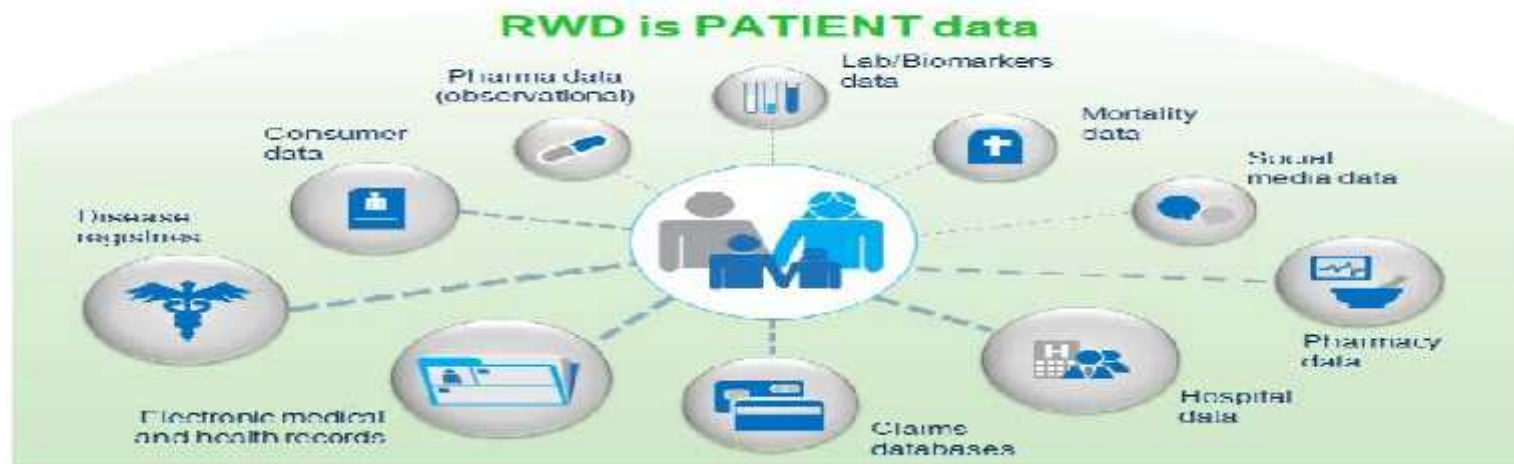 RWD is PATIENT data
Lab/Biomarkers
data
Pharma data
(observational)
Mortality
data
Consumer
data
Social
media data
Disease
registries
Pharmacy
data
Hospital
data
Electronic medical
and health records
Claims
databases
H